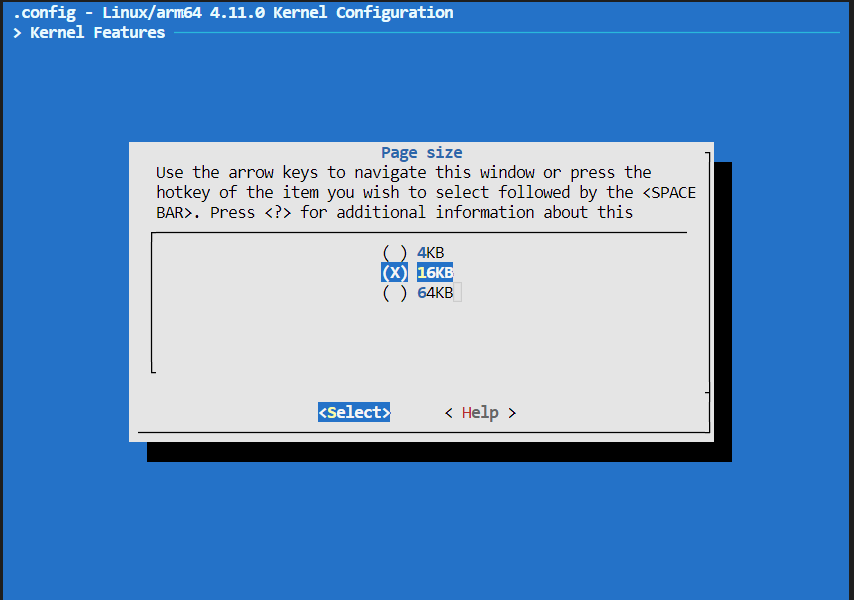 .config - Linux/arm64 4.11.0 Kernel Configuration
> Kernel Features
Page size
Use the arrow keys to navigate this window or press the
hotkey of the item you wish to select followed by the <SPACE
BAR>. Press <?> for additional information about this
( ) 4KB
(X) 16KB
( ) 64KB
<Select> < Help >